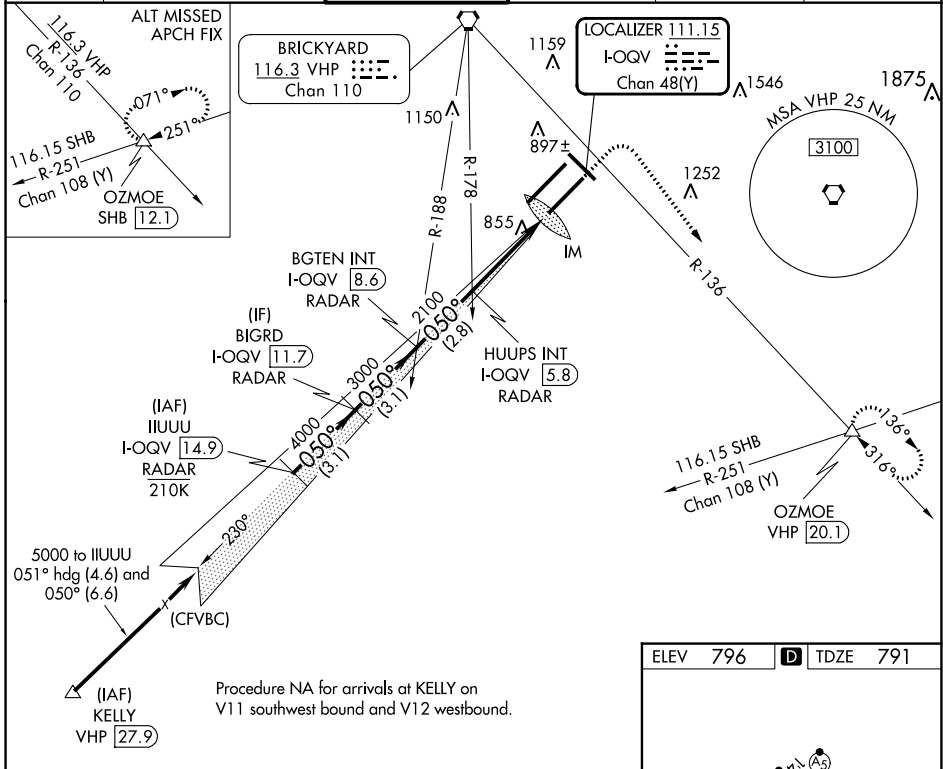 ALT MISSED
APCH FIX
116.3 VHP
R-136
Chan 110
071°
251°
116.15 SHB
R-251
Chan 108 (Y)
OZMOE
SHB 12.1
BRICKYARD
116.3 VHP
Chan 110
LOCALIZER 111.15
I-OQV
Chan 48(Y)
1159
1546
1875
1150
897±
1252
855
MSA VHP 25 NM
3100
R-188
R-178
R-136
IM
BGTEN INT
I-OQV 8.6
RADAR
(IF)
BIGRD
I-OQV 11.7
RADAR
(IAF)
IIUUU
I-OQV 14.9
RADAR
210K
HUUPS INT
I-OQV 5.8
RADAR
2100
050°
(2.8)
3000
050°
(3.1)
4000
050°
(3.1)
230°
5000 to IIUUU
051° hdg (4.6) and
050° (6.6)
(CFVBC)
(IAF)
KELLY
VHP 27.9
Procedure NA for arrivals at KELLY on
V11 southwest bound and V12 westbound.
116.15 SHB
R-251
Chan 108 (Y)
136°
316°
OZMOE
VHP 20.1
ELEV 796 D TDZE 791
A5